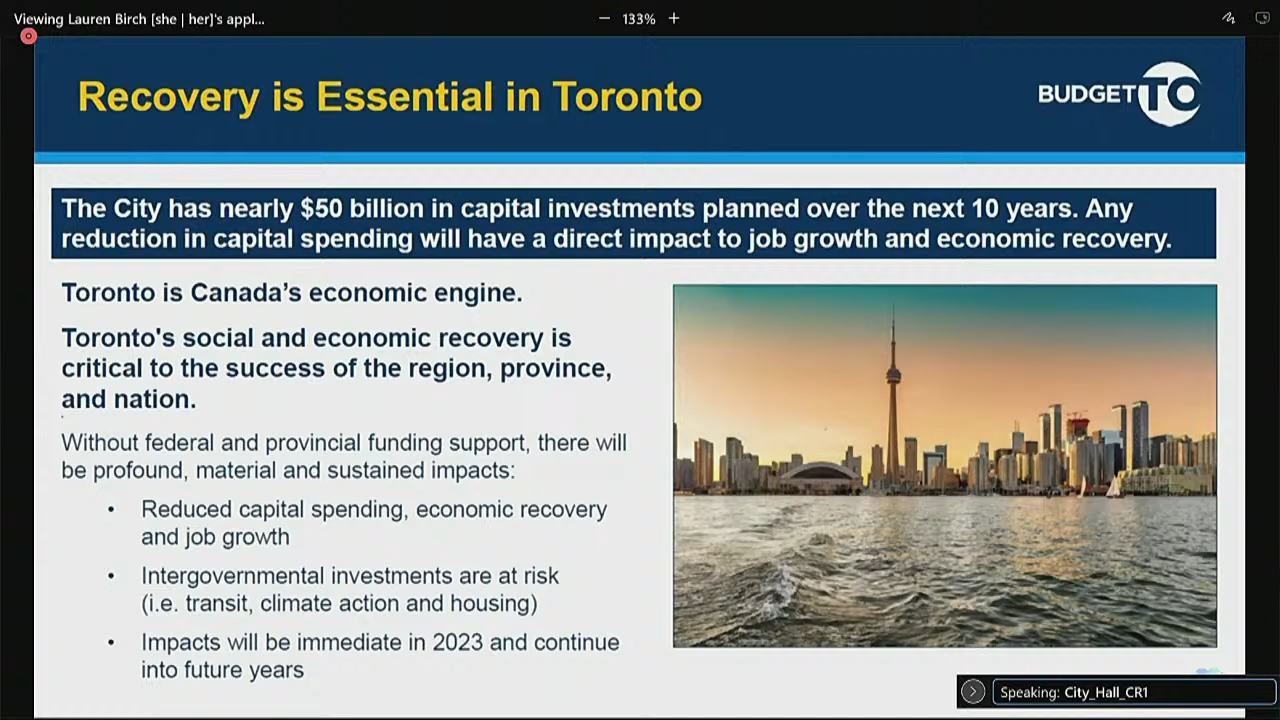 Viewing Lauren Birch [she | her]'s appl...
133%
Recovery is Essential in Toronto
BUDGETTO
The City has nearly $50 billion in capital investments planned over the next 10 years. Any
reduction in capital spending will have a direct impact to job growth and economic recovery.
Toronto is Canada’s economic engine.
Toronto's social and economic recovery is
critical to the success of the region, province,
and nation.
Without federal and provincial funding support, there will
be profound, material and sustained impacts:
• Reduced capital spending, economic recovery
and job growth
• Intergovernmental investments are at risk
(i.e. transit, climate action and housing)
• Impacts will be immediate in 2023 and continue
into future years
Speaking: City_Hall_CR1